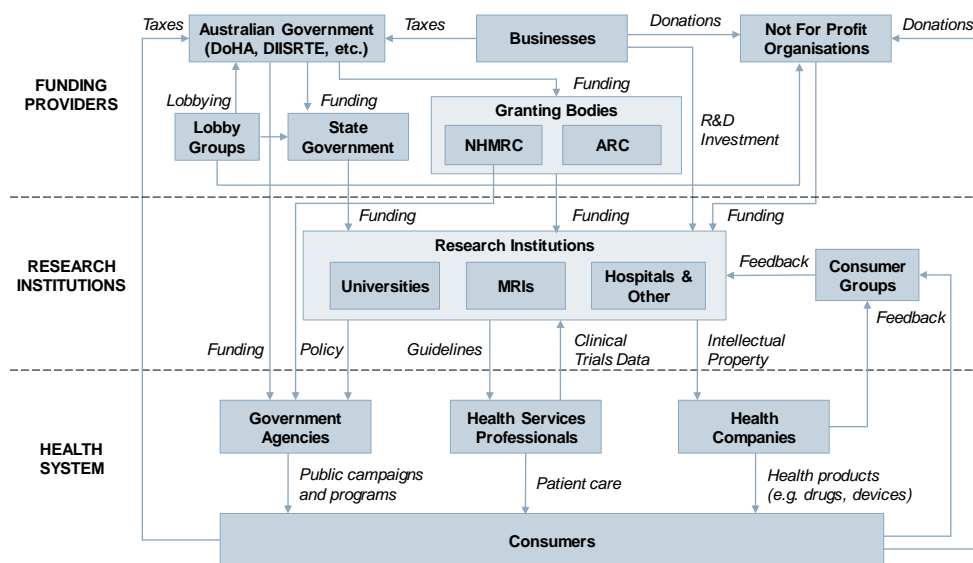 Taxes
Australian Government
(DoHA, DIISRTE, etc.)
Taxes
Businesses
Donations
Not For Profit
Organisations
Donations
FUNDING
PROVIDERS
Lobbying
Funding
Funding
Lobby
Groups
State
Government
Granting Bodies
NHMRC
ARC
R&D
Investment
Funding
Funding
Funding
RESEARCH
INSTITUTIONS
Research Institutions
Universities
MRIs
Hospitals &
Other
Feedback
Consumer
Groups
Feedback
Funding
Policy
Guidelines
Clinical
Trials Data
Intellectual
Property
HEALTH
SYSTEM
Government
Agencies
Health Services
Professionals
Health
Companies
Public campaigns
and programs
Patient care
Health products
(e.g. drugs, devices)
Consumers